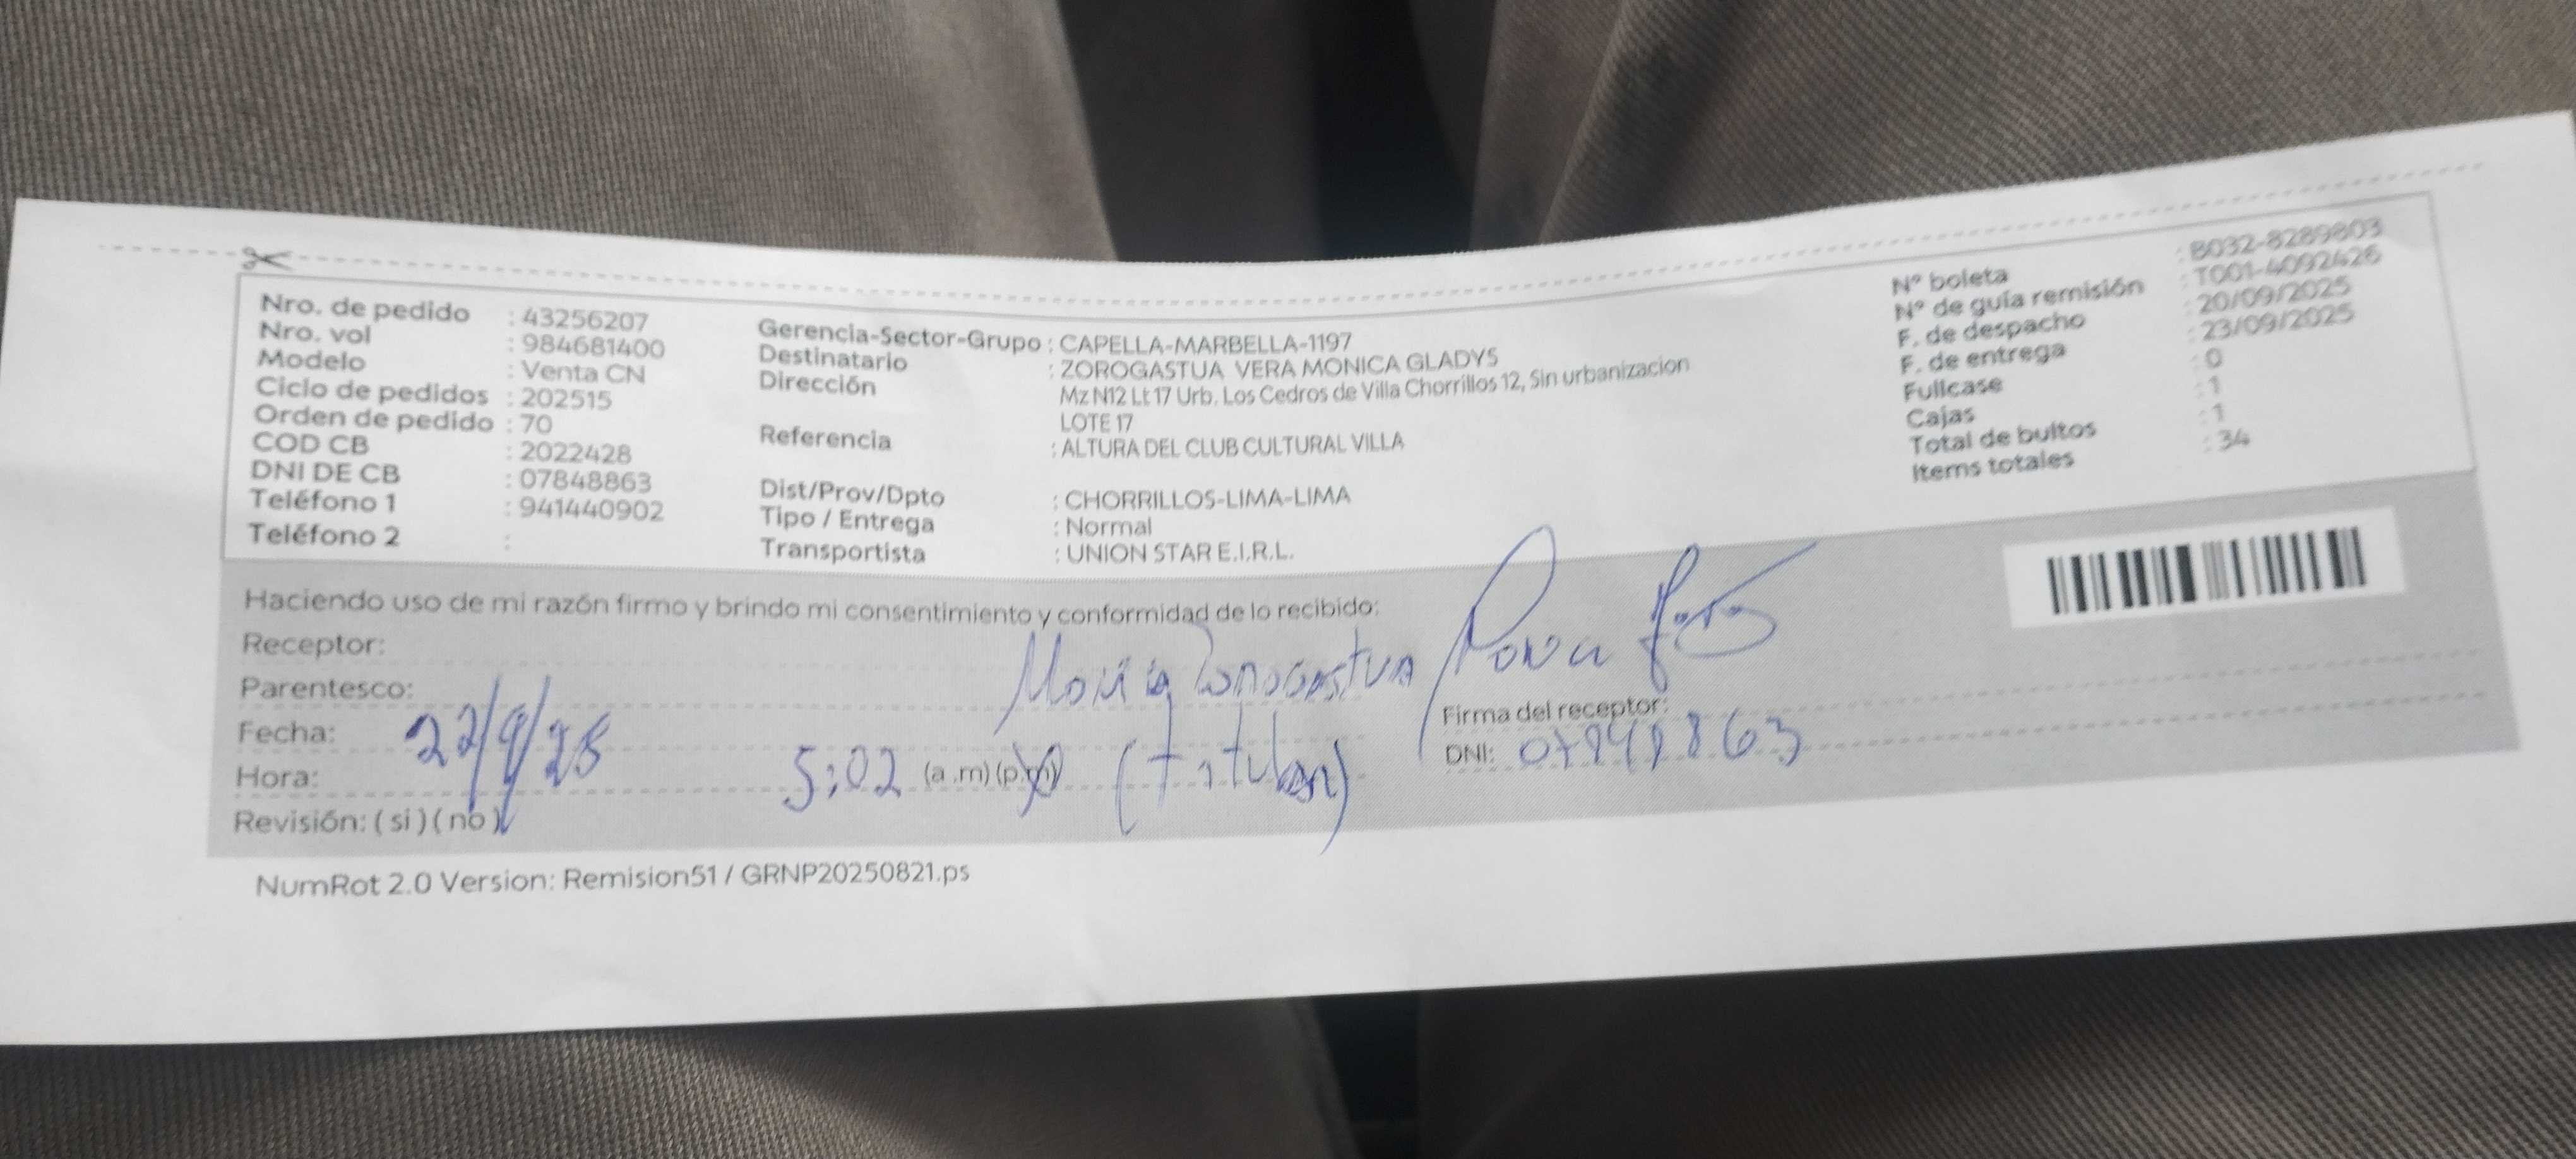 Nro. de pedido : 43256207
Nro. vol : 984681400
Modelo : Venta CN
Ciclo de pedidos : 202515
Orden de pedido : 70
COD CB : 2022428
DNI DE CB : 07848863
Teléfono 1 : 941440902
Teléfono 2 :
Gerencia-Sector-Grupo : CAPELLA-MARBELLA-1197
Destinatario : ZOROGASTUA VERA MONICA GLADYS
Dirección : Mz N12 Lt 17 Urb. Los Cedros de Villa Chorrillos 12, Sin urbanizacion
LOTE 17
Referencia : ALTURA DEL CLUB CULTURAL VILLA
Dist/Prov/Dpto : CHORRILLOS-LIMA-LIMA
Tipo / Entrega : Normal
Transportista : UNION STAR E.I.R.L.
Nº boleta : B032-8289803
Nº de guía remisión : T001-4092426
F. de despacho : 20/09/2025
F. de entrega : 23/09/2025
Fullcase : 0
Cajas : 1
Total de bultos : 1
Items totales : 34
Haciendo uso de mi razón firmo y brindo mi consentimiento y conformidad de lo recibido:
Receptor:
Parentesco: Zorogastua
Fecha: 22/9/25
Hora: 5:02 (a.m) (p.m) (Titular)
Revisión: ( si ) ( no )
Firma del receptor:
DNI: 07848863
NumRot 2.0 Version: Remision51 / GRNP20250821.ps